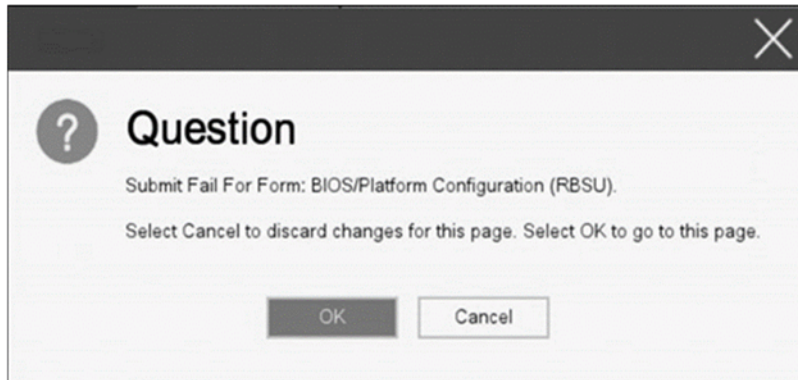 Question
Submit Fail For Form: BIOS/Platform Configuration (RBSU).
Select Cancel to discard changes for this page. Select OK to go to this page.
OK
Cancel